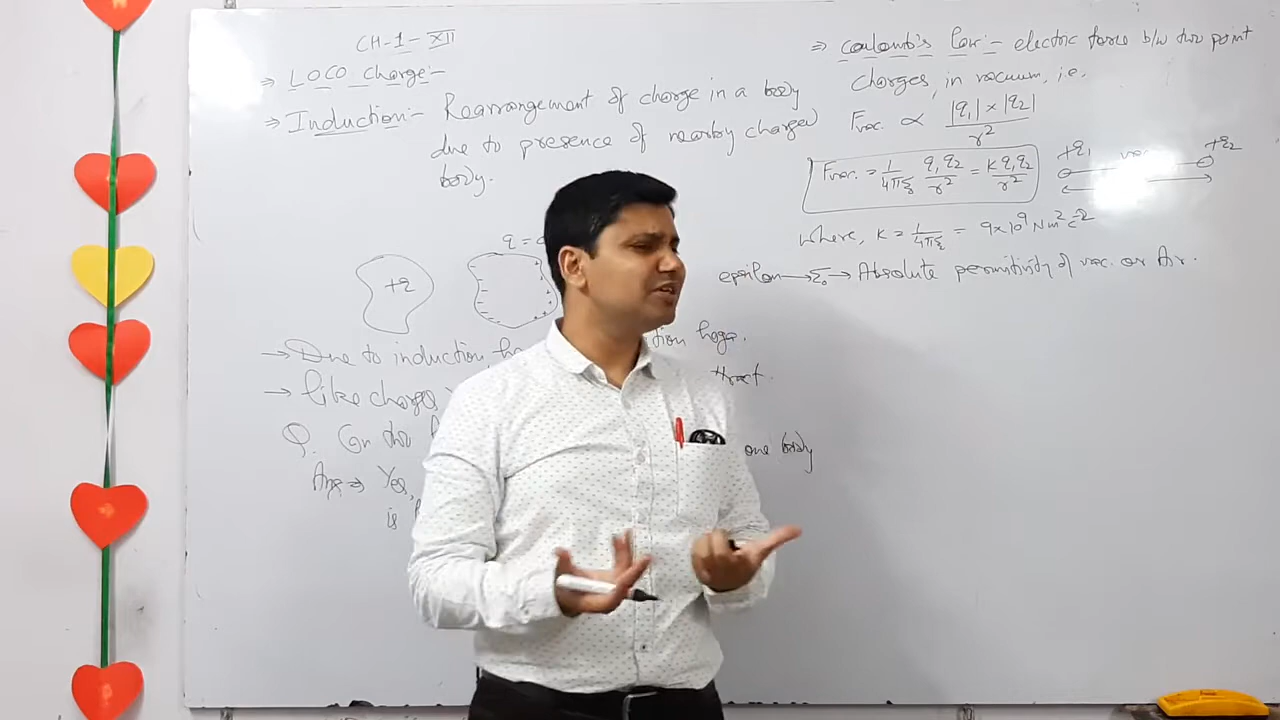 CH-1-XII
⇒ LOCO charge:-
⇒ Induction:- Rearrangement of charge in a body
due to presence of nearby charged
body.
q =
+q
→ Due to induction hoga.
→ like charge
Q. Can two one body
Ans ⇒ Yes,
is
⇒ Coulomb's law:- electric force b/w two point
charges, in vacuum, i.e.
Fvac. ∝ |q₁| × |q₂| / r²
Fvac. = 1/4πε₀ q₁q₂/r² = K q₁q₂/r²
+q₁ +q₂
where, K = 1/4πε₀ = 9×10⁹ Nm²c⁻²
epsilon → ε₀ → Absolute permitivity of vac. or Air.